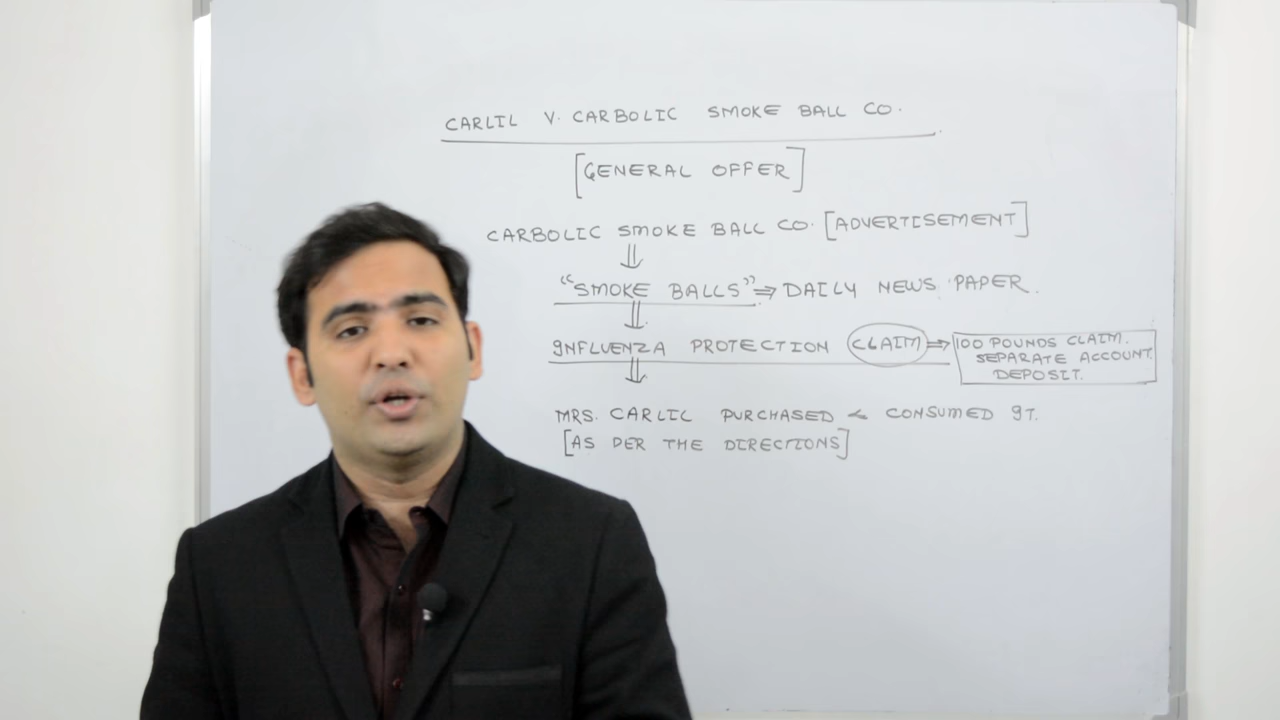 CARLIL V. CARBOLIC SMOKE BALL CO.
[GENERAL OFFER]
CARBOLIC SMOKE BALL CO. [ADVERTISEMENT]
⇓
"SMOKE BALLS" ⇒ DAILY NEWS PAPER.
⇓
INFLUENZA PROTECTION CLAIM ⇒ 100 POUNDS CLAIM.
SEPARATE ACCOUNT.
DEPOSIT.
⇓
MRS. CARLIL PURCHASED & CONSUMED IT.
[AS PER THE DIRECTIONS]